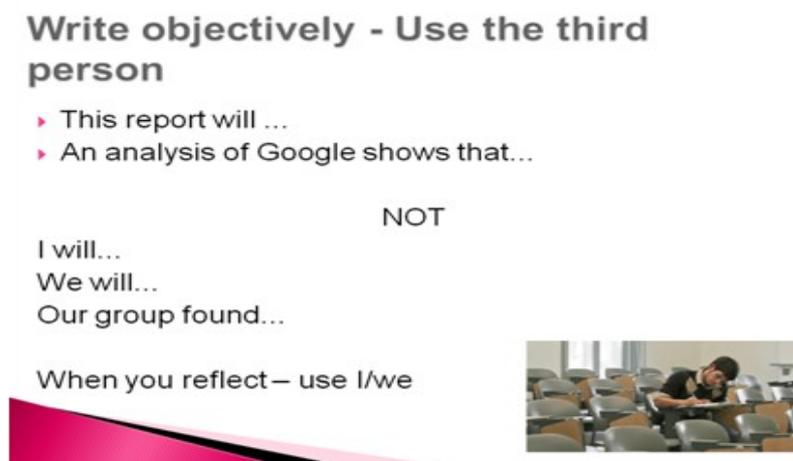 Write objectively - Use the third
person
This report will ...
An analysis of Google shows that...
NOT
I will...
We will...
Our group found...
When you reflect – use I/we